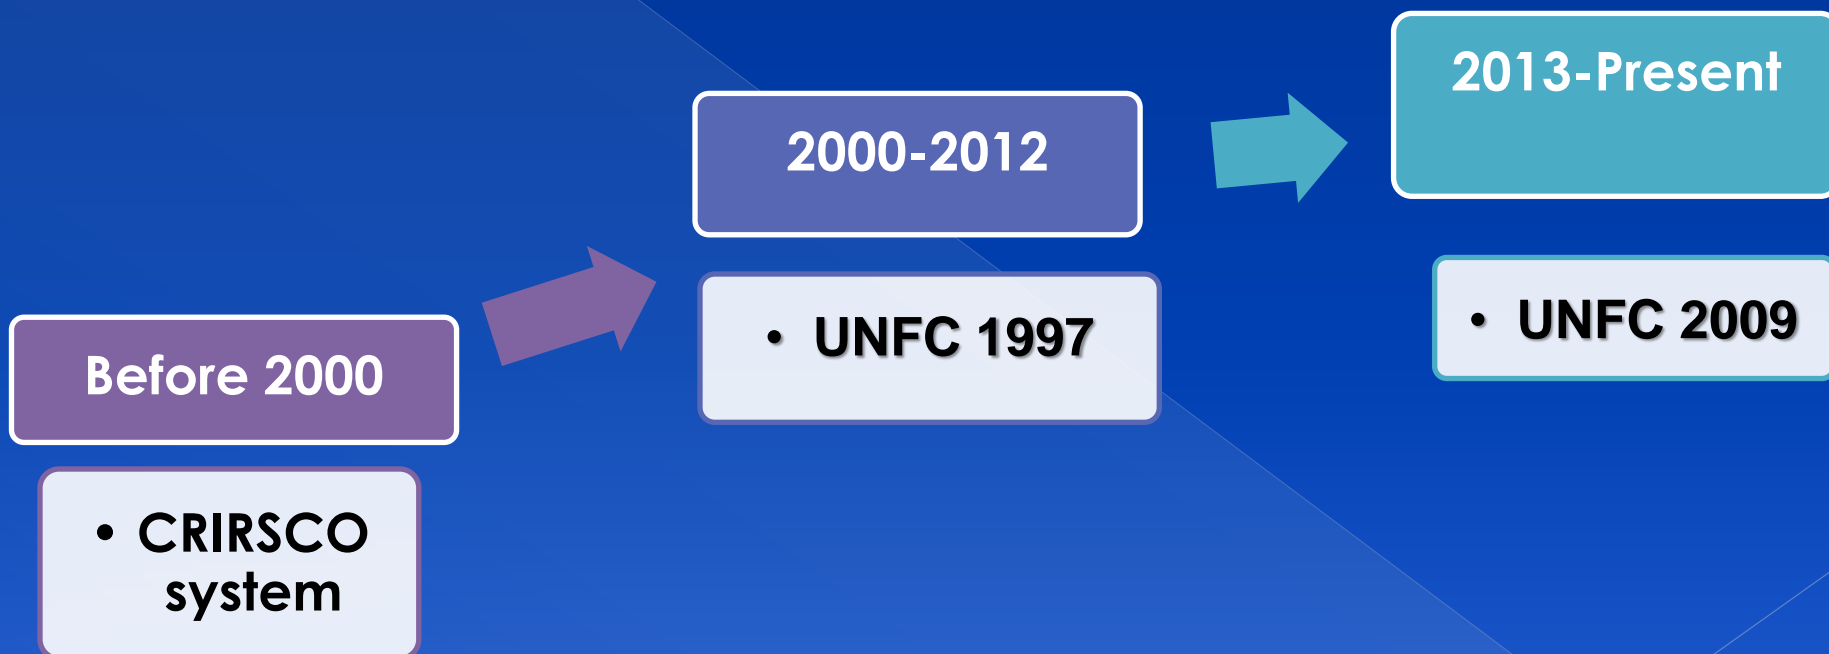 Before 2000
• CRIRSCO
system
2000-2012
• UNFC 1997
2013-Present
• UNFC 2009